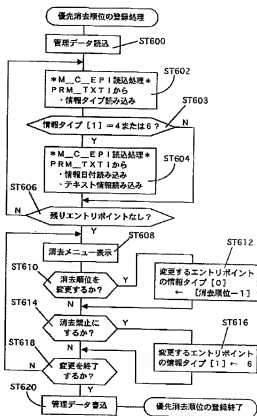 優先消去順位の登録処理
管理データ読込
ST600
ST602
*M_C_EPI読込処理*
PRM_TXTIから
・情報タイプ読み込み
ST603
情報タイプ[1]=4または6?
N
Y
*M_C_EPI読込処理*
PRM_TXTIから
・情報日付読み込み
・テキスト情報読み込み
ST604
ST606
N
残りエントリポイントなし?
Y
消去メニュー表示
ST608
ST610
消去順位を
変更するか?
Y
N
ST612
変更するエントリポイント
の情報タイプ[0]
← [消去順位-1]
ST614
消去禁止に
するか?
Y
N
ST616
変更するエントリポイント
の情報タイプ[1]← 6
ST618
N
変更を終了
するか?
Y
ST620
管理データ書込
優先消去順位の登録終了